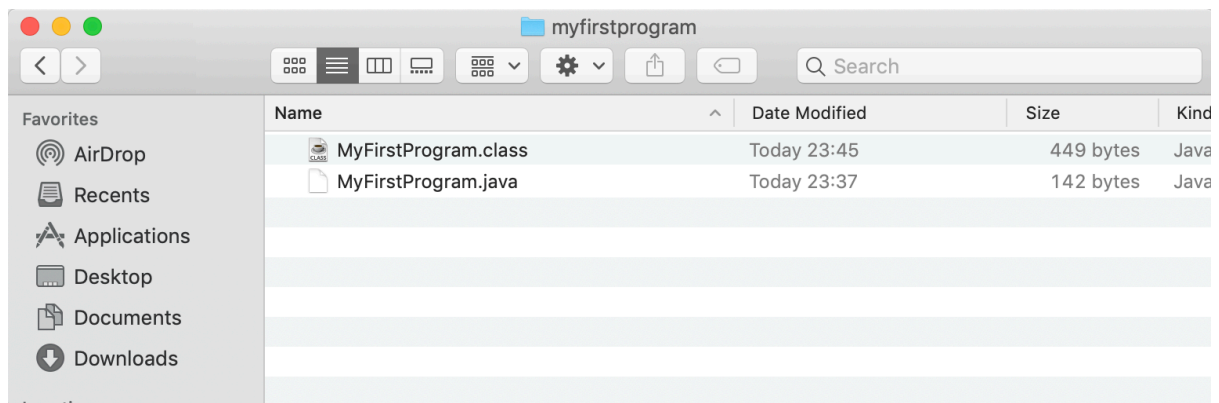 myfirstprogram
Search
Favorites
AirDrop
Recents
Applications
Desktop
Documents
Downloads
Name Date Modified Size Kind
CLASS MyFirstProgram.class Today 23:45 449 bytes Java
MyFirstProgram.java Today 23:37 142 bytes Java